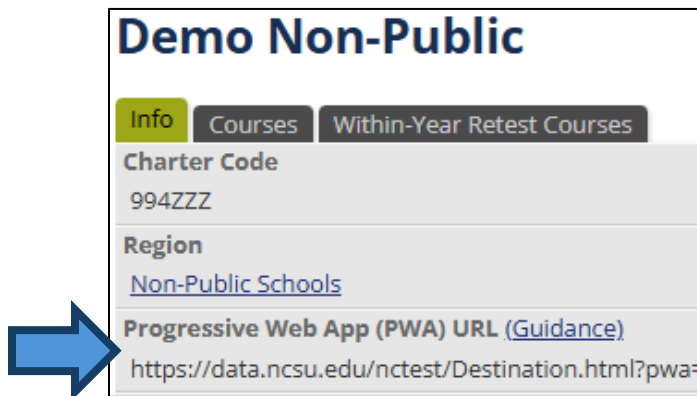 Demo Non-Public
Info Courses Within-Year Retest Courses
Charter Code
994ZZZ
Region
Non-Public Schools
Progressive Web App (PWA) URL (Guidance)
https://data.ncsu.edu/nctest/Destination.html?pwa=